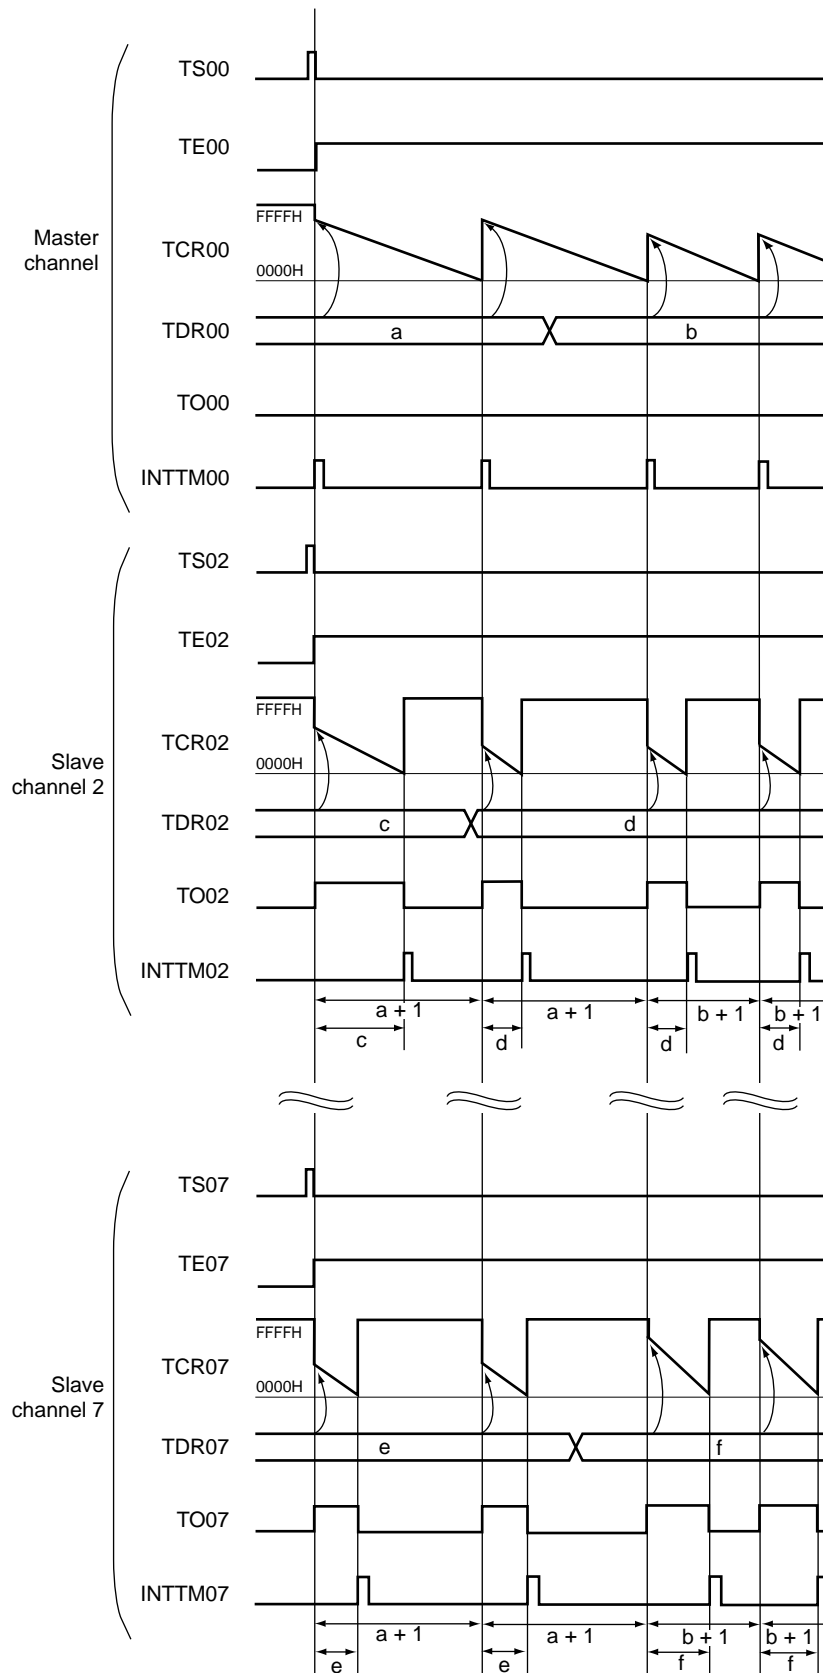 TS00
TE00
FFFFH
Master
channel
TCR00
0000H
TDR00
a
b
TO00
INTTM00
TS02
TE02
FFFFH
TCR02
Slave
channel 2
0000H
TDR02
c
d
TO02
INTTM02
a + 1
a + 1
b + 1
b + 1
c
d
d
d
TS07
TE07
FFFFH
TCR07
Slave
channel 7
0000H
TDR07
e
f
TO07
INTTM07
a + 1
a + 1
b + 1
b + 1
e
e
f
f